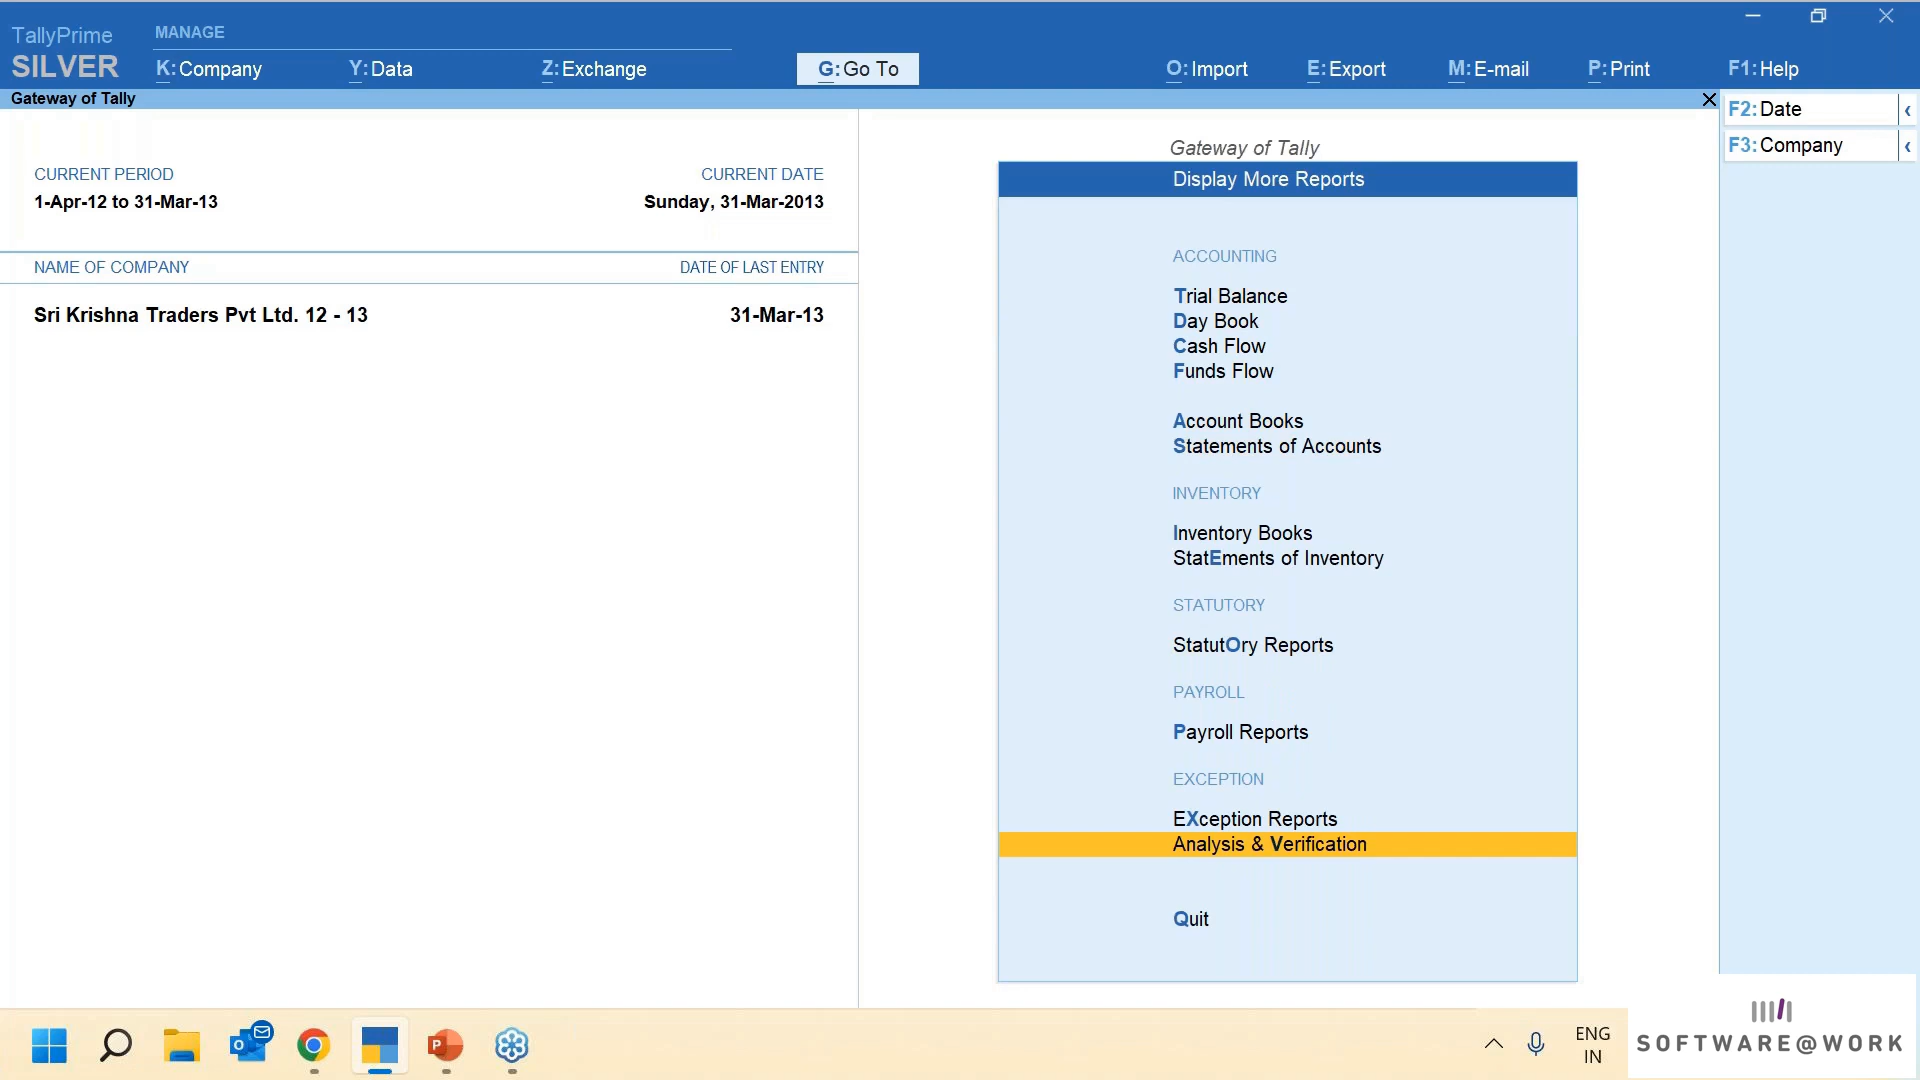 TallyPrime
SILVER
MANAGE
K:Company
Y:Data
Z:Exchange
G:Go To
O:Import
E:Export
M:E-mail
P:Print
F1:Help
Gateway of Tally
F2:Date
F3:Company
CURRENT PERIOD
CURRENT DATE
1-Apr-12 to 31-Mar-13
Sunday, 31-Mar-2013
NAME OF COMPANY
DATE OF LAST ENTRY
Sri Krishna Traders Pvt Ltd. 12 - 13
31-Mar-13
Gateway of Tally
Display More Reports
ACCOUNTING
Trial Balance
Day Book
Cash Flow
Funds Flow
Account Books
Statements of Accounts
INVENTORY
Inventory Books
StatEments of Inventory
STATUTORY
StatutOry Reports
PAYROLL
Payroll Reports
EXCEPTION
EXception Reports
Analysis & Verification
Quit
ENG
IN
SOFTWARE@WORK